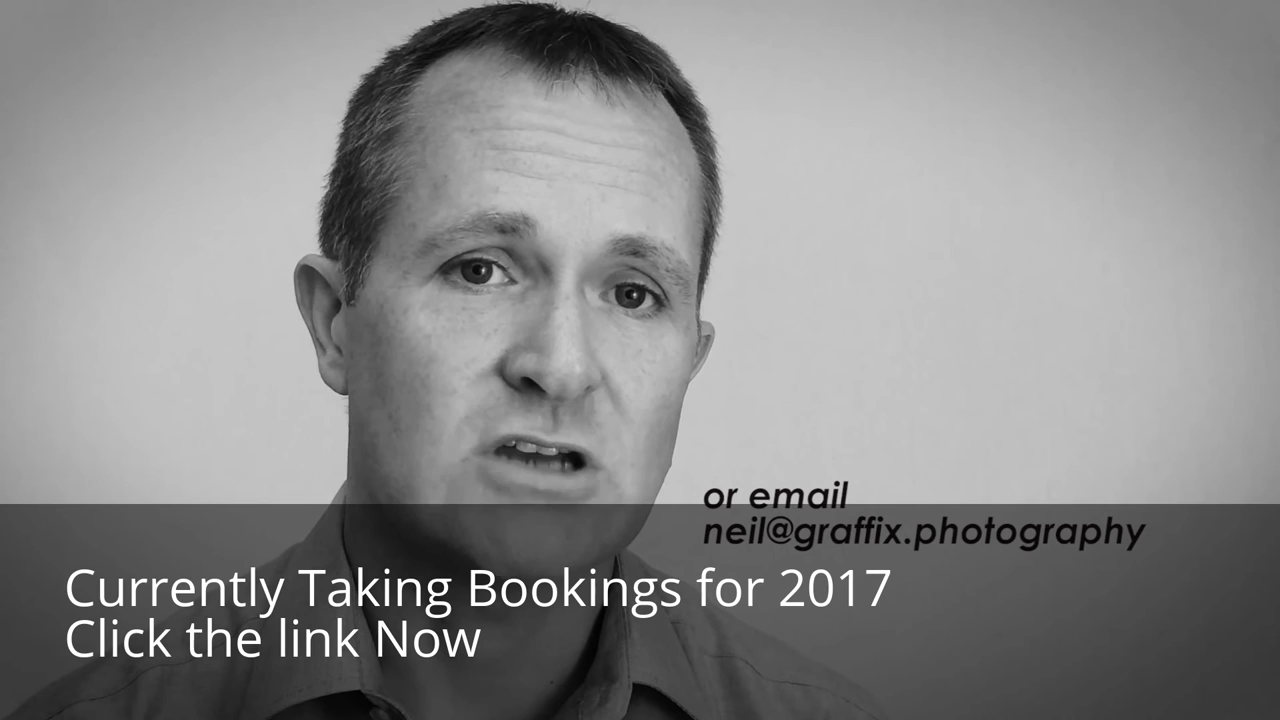 or email
neil@graffix.photography
Currently Taking Bookings for 2017
Click the link Now